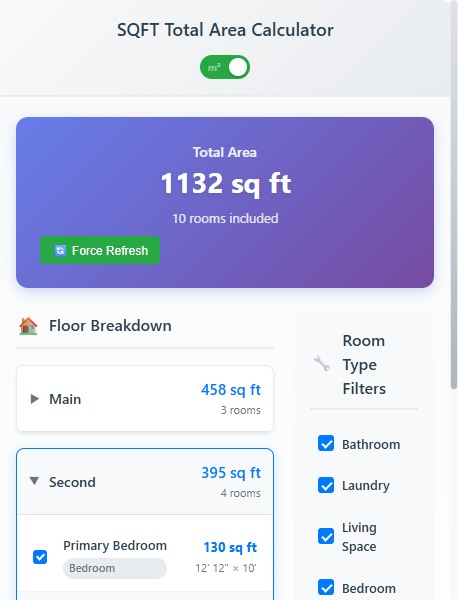 SQFT Total Area Calculator
m²
Total Area
1132 sq ft
10 rooms included
Force Refresh
Floor Breakdown
Main
458 sq ft
3 rooms
Second
395 sq ft
4 rooms
Primary Bedroom
130 sq ft
Bedroom
12' 12" × 10'
Room
Type
Filters
Bathroom
Laundry
Living
Space
Bedroom